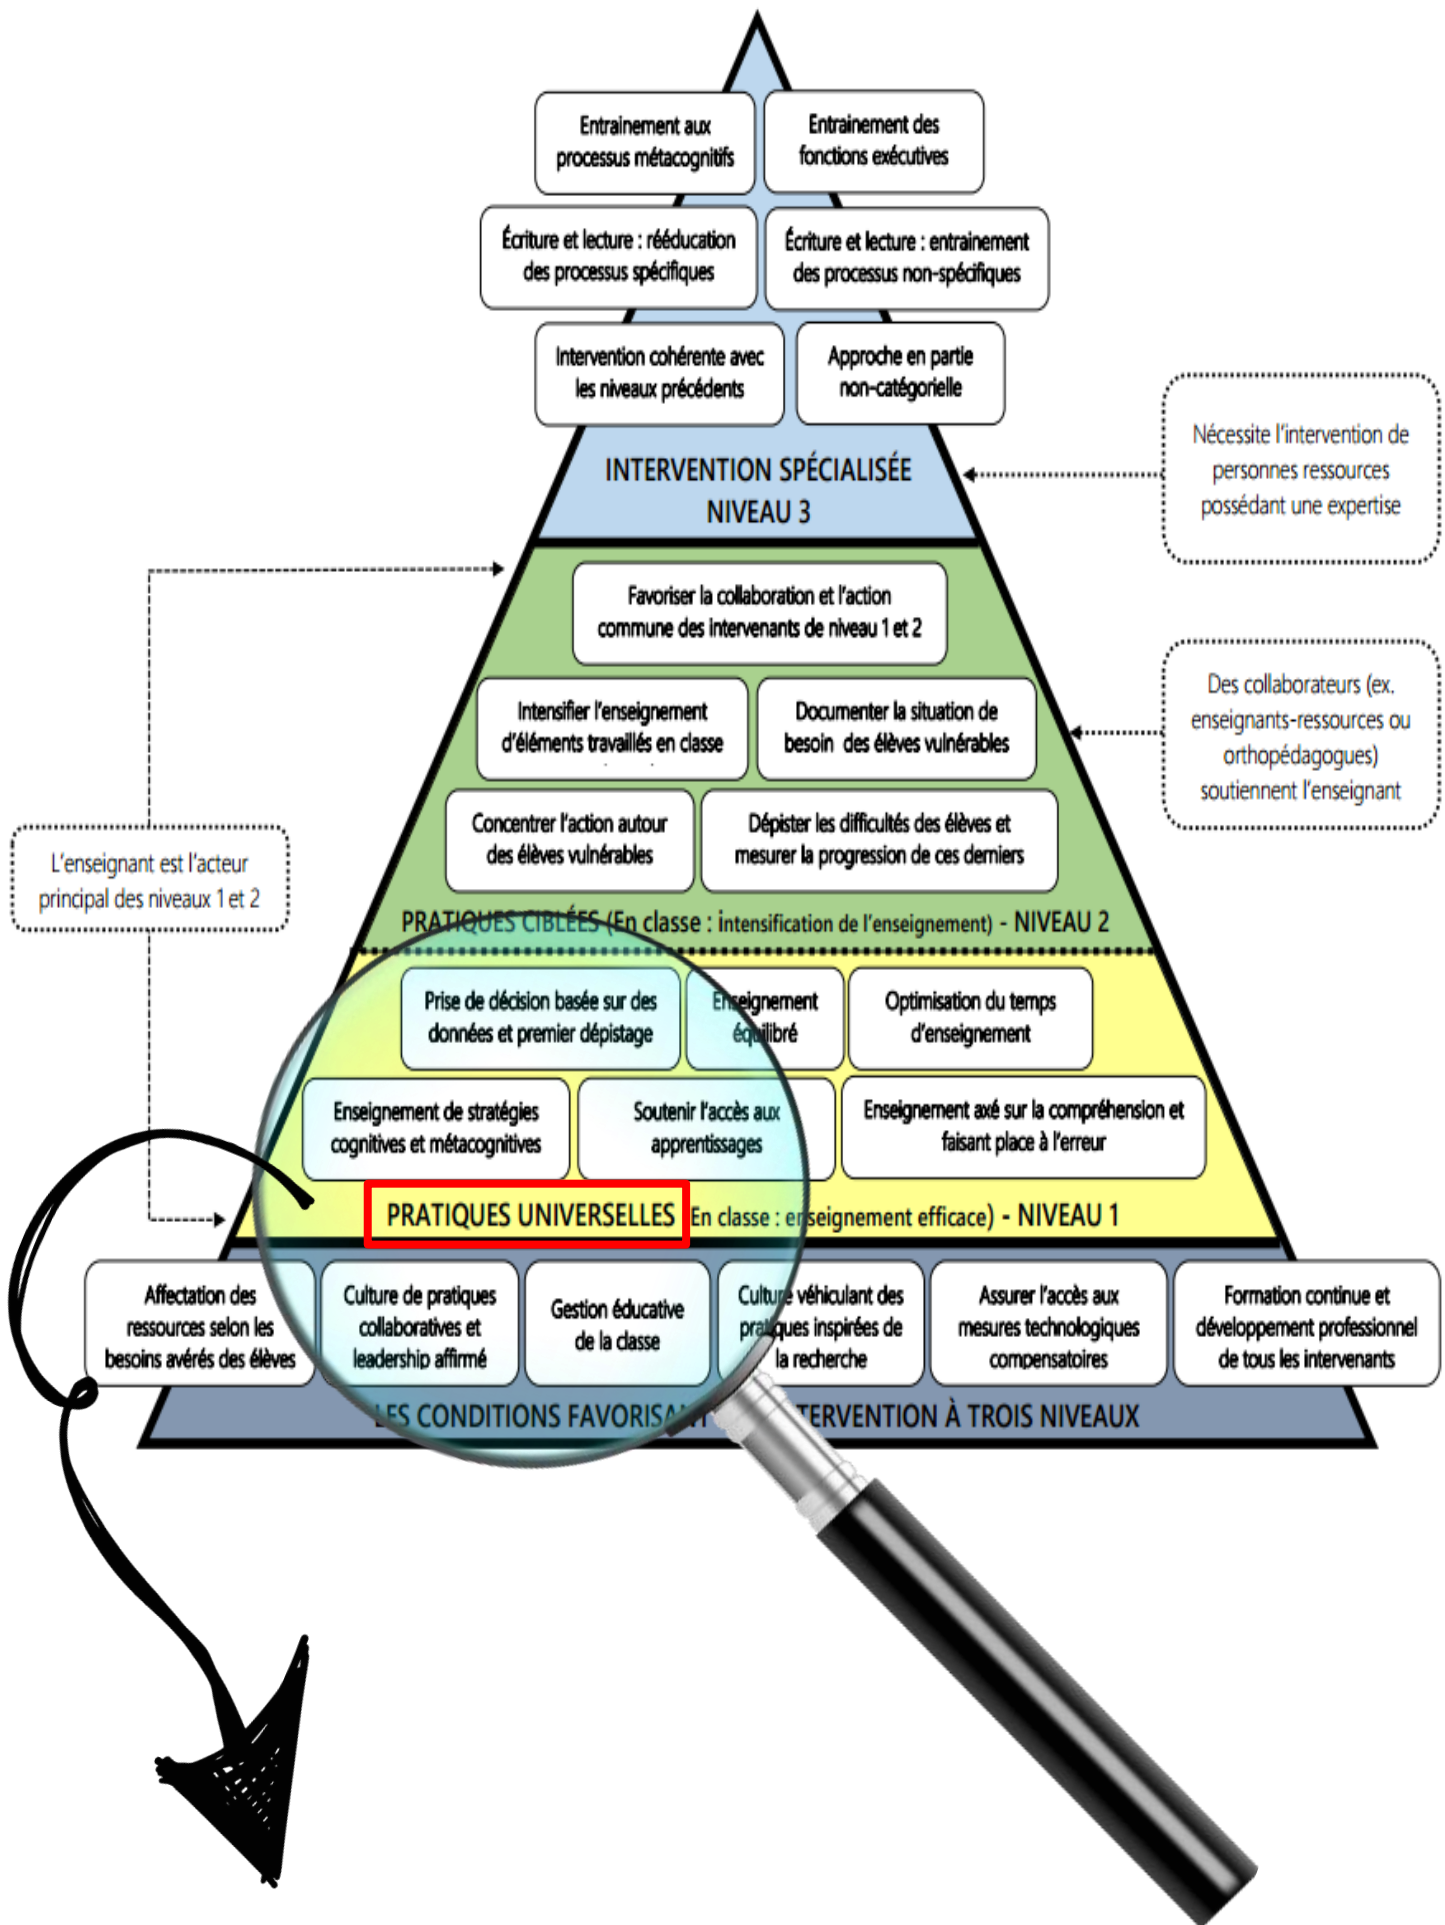 Entrainement aux
processus métacognitifs
Entrainement des
fonctions exécutives
Écriture et lecture : rééducation
des processus spécifiques
Écriture et lecture : entrainement
des processus non-spécifiques
Intervention cohérente avec
les niveaux précédents
Approche en partie
non-catégorielle
INTERVENTION SPÉCIALISÉE
NIVEAU 3
Nécessite l'intervention de
personnes ressources
possédant une expertise
Favoriser la collaboration et l'action
commune des intervenants de niveau 1 et 2
Intensifier l'enseignement
d'éléments travaillés en classe
Documenter la situation de
besoin des élèves vulnérables
Des collaborateurs (ex.
enseignants-ressources ou
orthopédagogues)
soutiennent l'enseignant
Concentrer l'action autour
des élèves vulnérables
Dépister les difficultés des élèves et
mesurer la progression de ces derniers
L'enseignant est l'acteur
principal des niveaux 1 et 2
PRATIQUES CIBLÉES (En classe : intensification de l'enseignement) - NIVEAU 2
Prise de décision basée sur des
données et premier dépistage
Enseignement
équilibré
Optimisation du temps
d'enseignement
Enseignement de stratégies
cognitives et métacognitives
Soutenir l'accès aux
apprentissages
Enseignement axé sur la compréhension et
faisant place à l'erreur
PRATIQUES UNIVERSELLES (En classe : enseignement efficace) - NIVEAU 1
Affectation des
ressources selon les
besoins avérés des élèves
Culture de pratiques
collaboratives et
leadership affirmé
Gestion éducative
de la classe
Culture véhiculant des
pratiques inspirées de
la recherche
Assurer l'accès aux
mesures technologiques
compensatoires
Formation continue et
développement professionnel
de tous les intervenants
LES CONDITIONS FAVORISANT TERVENTION À TROIS NIVEAUX